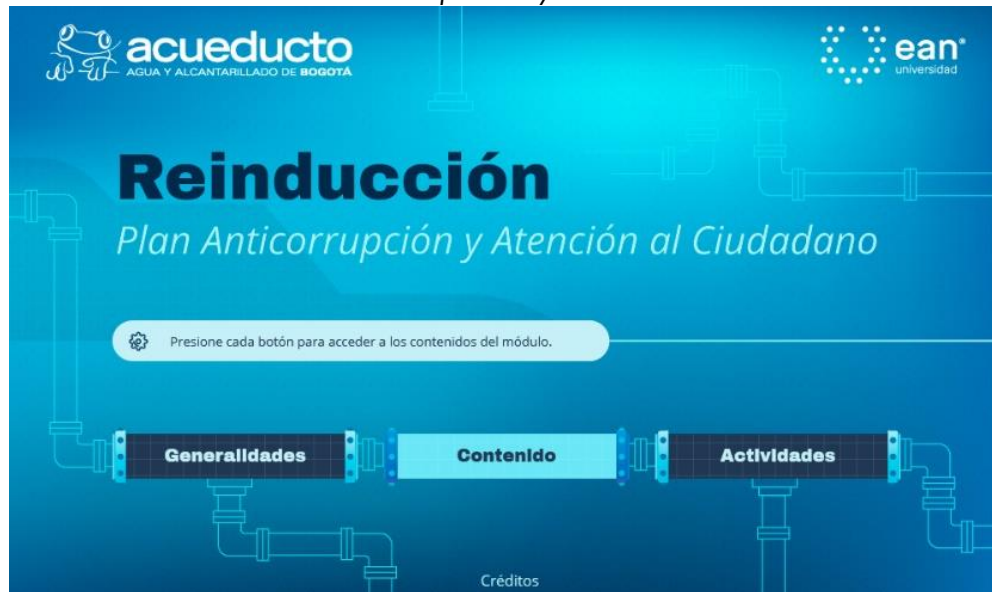 acueducto
AGUA Y ALCANTARILLADO DE BOGOTÁ
ean®
universidad
Reinducción
Plan Anticorrupción y Atención al Ciudadano
Presione cada botón para acceder a los contenidos del módulo.
Generalidades
Contenido
Actividades
Créditos